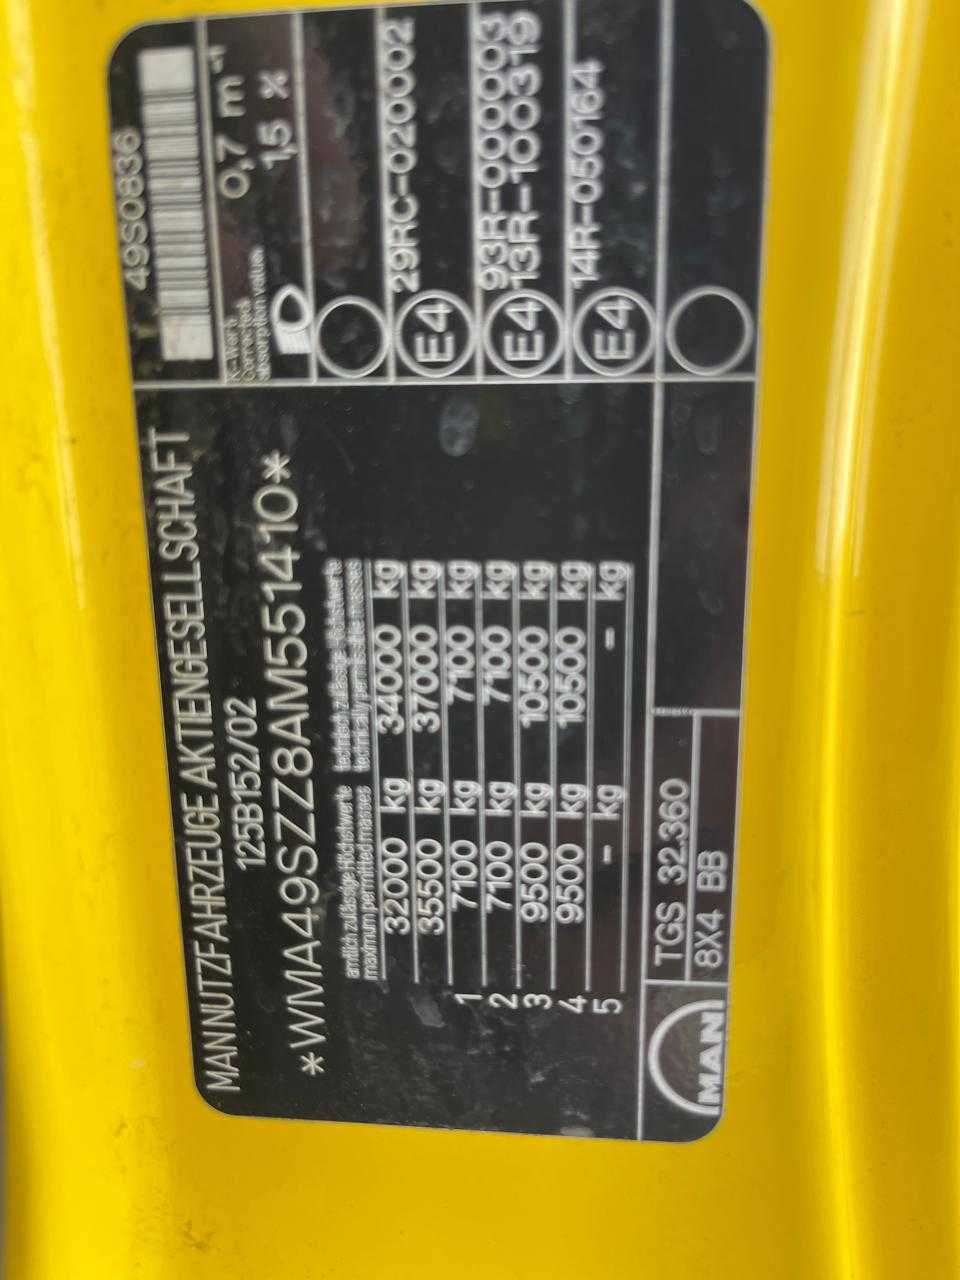 MAN NUTZFAHRZEUGE AKTIENGESELLSCHAFT
125B152/02
*WMA49SZZ8AM551410*
amtlich zulässige Höchstwerte technisch zulässige Höchstwerte
maximum permitted masses technically permissible masses
32000 kg 34000 kg
35500 kg 37000 kg
1 7100 kg 7100 kg
2 7100 kg 7100 kg
3 9500 kg 10500 kg
4 9500 kg 10500 kg
5 - kg - kg
MAN
TGS 32.360
8X4 BB
49S0836
K-Wert
Corrected
absorption value
0,7 m-1
1,5 %
E4 29RC-020002
E4 93R-000003
13R-100319
E4 14R-050164